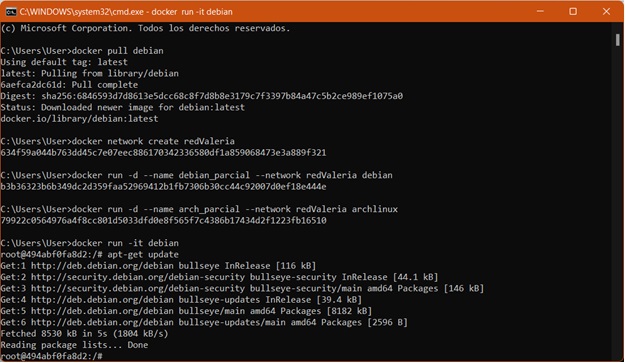 C:\WINDOWS\system32\cmd.exe - docker  run -it debian
(c) Microsoft Corporation. Todos los derechos reservados.
C:\Users\User>docker pull debian
Using default tag: latest
latest: Pulling from library/debian
6aefca2dc61d: Pull complete
Digest: sha256:6846593d7d8613e5dcc68c8f7d8b8e3179c7f3397b84a47c5b2ce989ef1075a0
Status: Downloaded newer image for debian:latest
docker.io/library/debian:latest
C:\Users\User>docker network create redValeria
634f59a044b763dd45c7e07eec886170342336580df1a859068473e3a889f321
C:\Users\User>docker run -d --name debian_parcial --network redValeria debian
b3b36323b6b349dc2d359faa52969412b1fb7306b30cc44c92007d0ef18e444e
C:\Users\User>docker run -d --name arch_parcial --network redValeria archlinux
79922c0564976a4f8cc801d5033dfd0e8f565f7c4386b17434d2f1223fb16510
C:\Users\User>docker run -it debian
root@494abf0fa8d2:/# apt-get update
Get:1 http://deb.debian.org/debian bullseye InRelease [116 kB]
Get:2 http://security.debian.org/debian-security bullseye-security InRelease [44.1 kB]
Get:3 http://security.debian.org/debian-security bullseye-security/main amd64 Packages [146 kB]
Get:4 http://deb.debian.org/debian bullseye-updates InRelease [39.4 kB]
Get:5 http://deb.debian.org/debian bullseye/main amd64 Packages [8182 kB]
Get:6 http://deb.debian.org/debian bullseye-updates/main amd64 Packages [2596 B]
Fetched 8530 kB in 5s (1804 kB/s)
Reading package lists... Done
root@494abf0fa8d2:/#